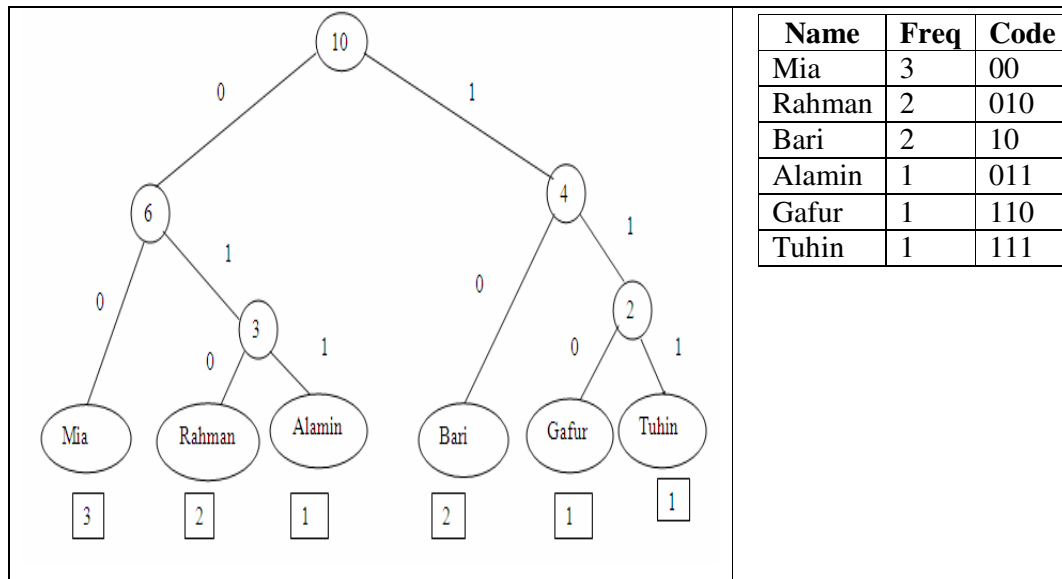 10
0
1
6
4
1
1
0
0
3
2
0
1
0
1
Mia
Rahman
Alamin
Bari
Gafur
Tuhin
3
2
1
2
1
1
Name Freq Code
Mia 3 00
Rahman 2 010
Bari 2 10
Alamin 1 011
Gafur 1 110
Tuhin 1 111